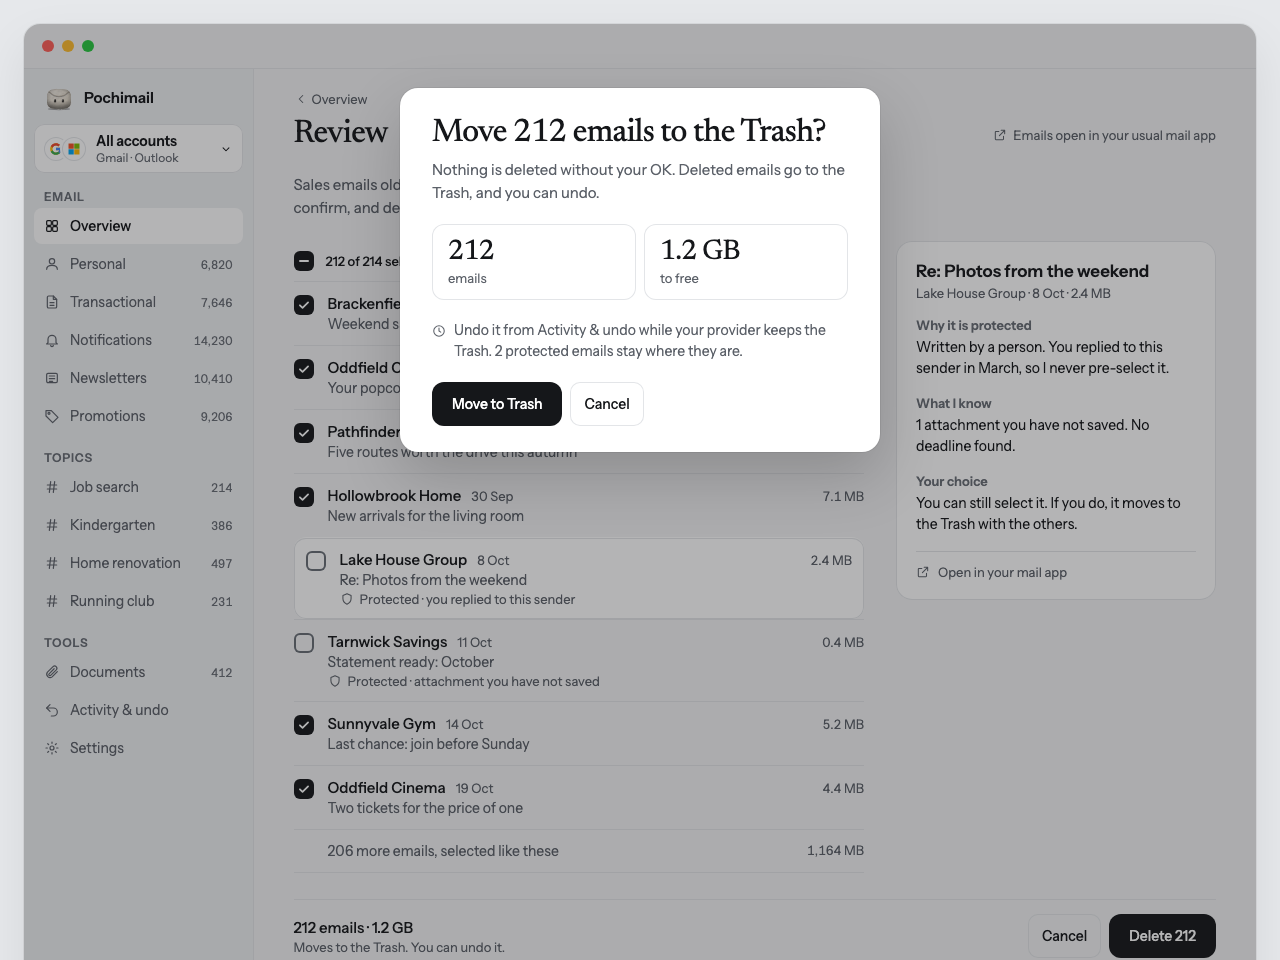 Pochimail
All accounts
Gmail · Outlook
EMAIL
Overview
Personal 6,820
Transactional 7,646
Notifications 14,230
Newsletters 10,410
Promotions 9,206
TOPICS
Job search 214
Kindergarten 386
Home renovation 497
Running club 231
TOOLS
Documents 412
Activity & undo
Settings
Overview
Review
Emails open in your usual mail app
Sales emails old
confirm, and de
212 of 214 sel
Weekend s
Oddfield C
Your popco
Pathfinder
Five routes worth the drive this autumn
Hollowbrook Home 30 Sep 7.1 MB
New arrivals for the living room
Lake House Group 8 Oct 2.4 MB
Re: Photos from the weekend
Protected · you replied to this sender
Tarnwick Savings 11 Oct 0.4 MB
Statement ready: October
Protected · attachment you have not saved
Sunnyvale Gym 14 Oct 5.2 MB
Last chance: join before Sunday
Oddfield Cinema 19 Oct 4.4 MB
Two tickets for the price of one
206 more emails, selected like these 1,164 MB
212 emails · 1.2 GB
Moves to the Trash. You can undo it.
Cancel
Delete 212
Move 212 emails to the Trash?
Nothing is deleted without your OK. Deleted emails go to the
Trash, and you can undo.
212
emails
1.2 GB
to free
Undo it from Activity & undo while your provider keeps the
Trash. 2 protected emails stay where they are.
Move to Trash
Cancel
Re: Photos from the weekend
Lake House Group · 8 Oct · 2.4 MB
Why it is protected
Written by a person. You replied to this
sender in March, so I never pre-select it.
What I know
1 attachment you have not saved. No
deadline found.
Your choice
You can still select it. If you do, it moves to
the Trash with the others.
Open in your mail app